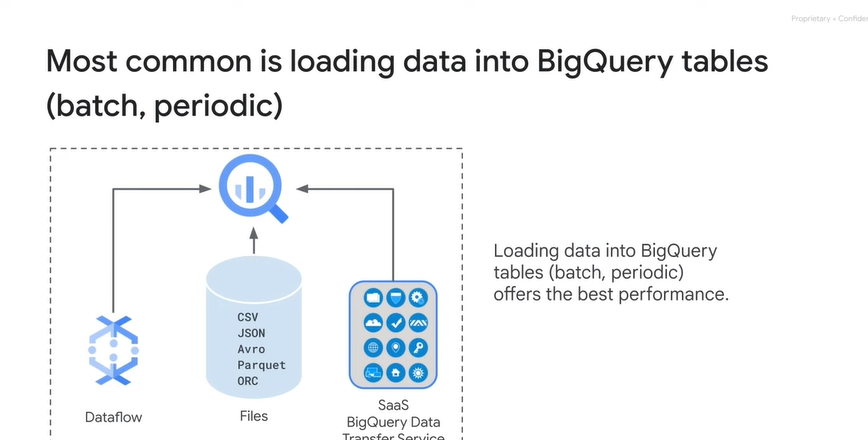 Proprietary + Confiden
Most common is loading data into BigQuery tables
(batch, periodic)
Loading data into BigQuery
tables (batch, periodic)
offers the best performance.
CSV
JSON
Avro
Parquet
ORC
Dataflow
Files
SaaS
BigQuery Data
Transfer Service